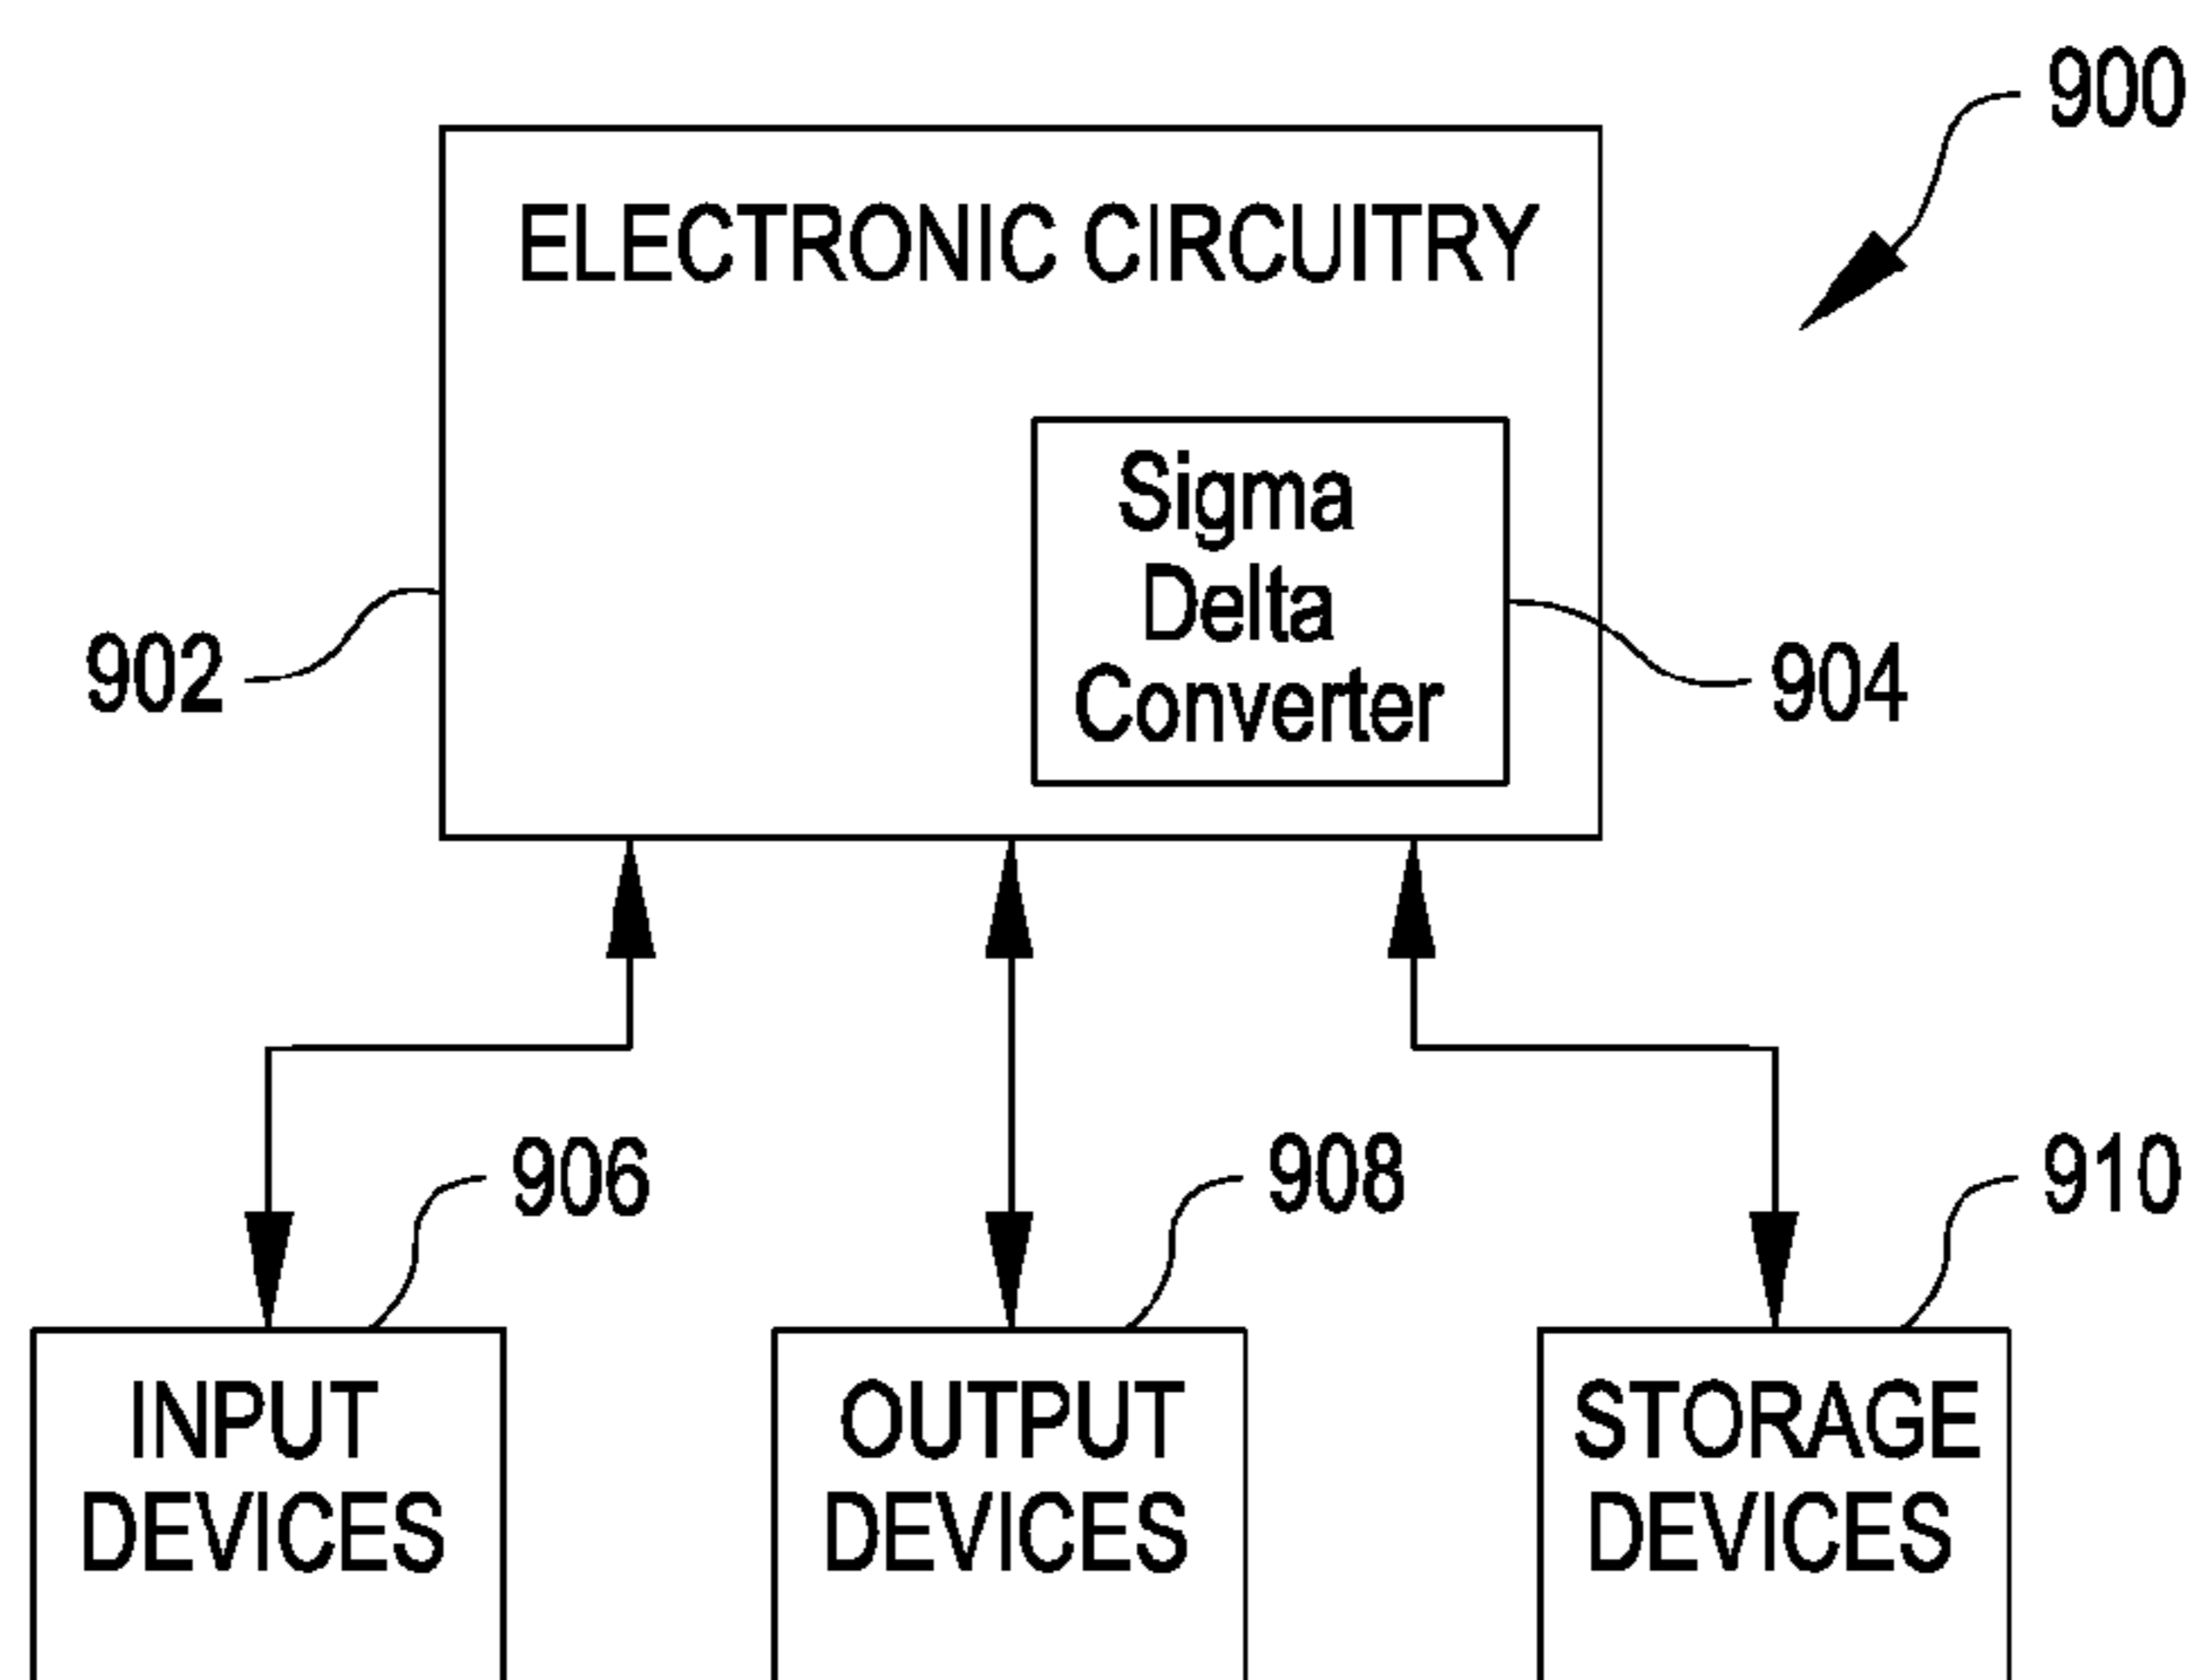 900
ELECTRONIC CIRCUITRY
Sigma
Delta
Converter
902
904
906
908
910
INPUT
DEVICES
OUTPUT
DEVICES
STORAGE
DEVICES